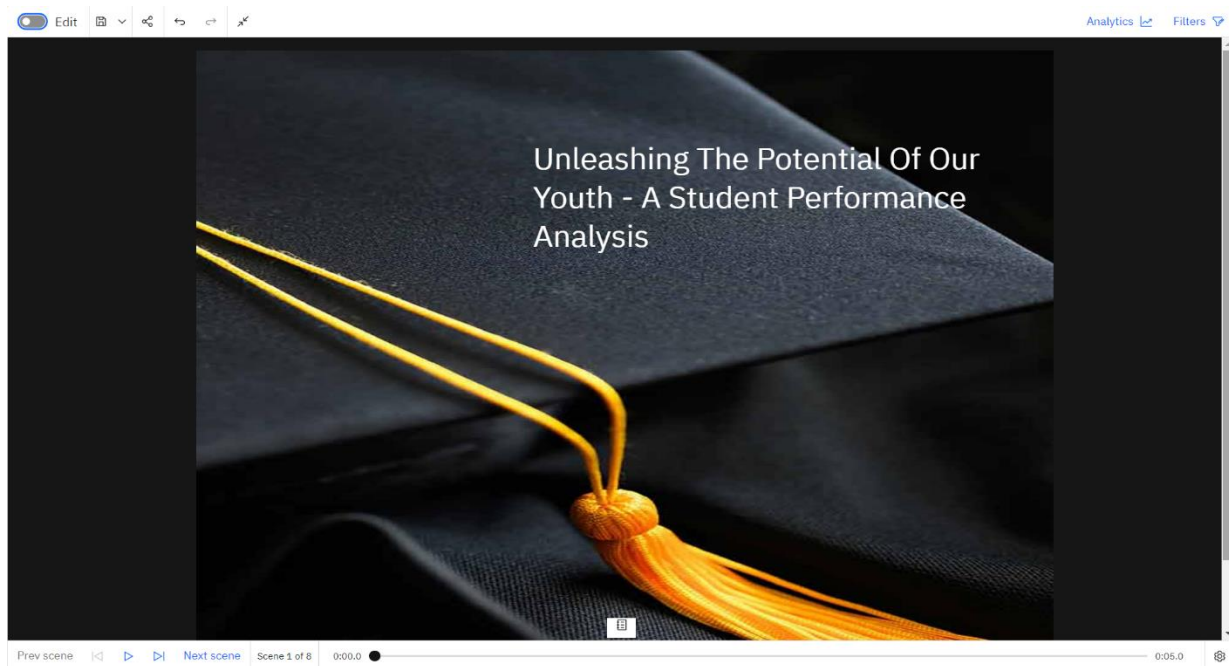 Edit
Analytics
Filters
Unleashing The Potential Of Our
Youth - A Student Performance
Analysis
Prev scene
Next scene
Scene 1 of 8
0:00.0
0:05.0